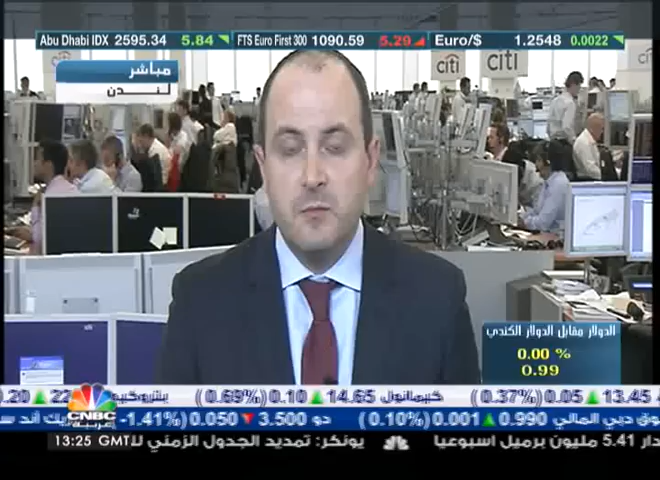 Abu Dhabi IDX 2595.34 5.84 FTS Euro First 300 1090.59 5.29 Euro/$ 1.2548 0.0022
citi citi
مباشر
لندن
الدولار مقابل الدولار الكندي
0.00 %
0.99
13.45 0.05 (0.37%) كيمانول 14.65 0.10 (0.69%)
سوق دبي المالي 0.990 0.001 (0.10%) دو 3.500 0.050 -1.41%)
CNBC
عربية
5.41 مليون برميل اسبوعيا يونكر: تمديد الجدول الزمني 13:25 GMT